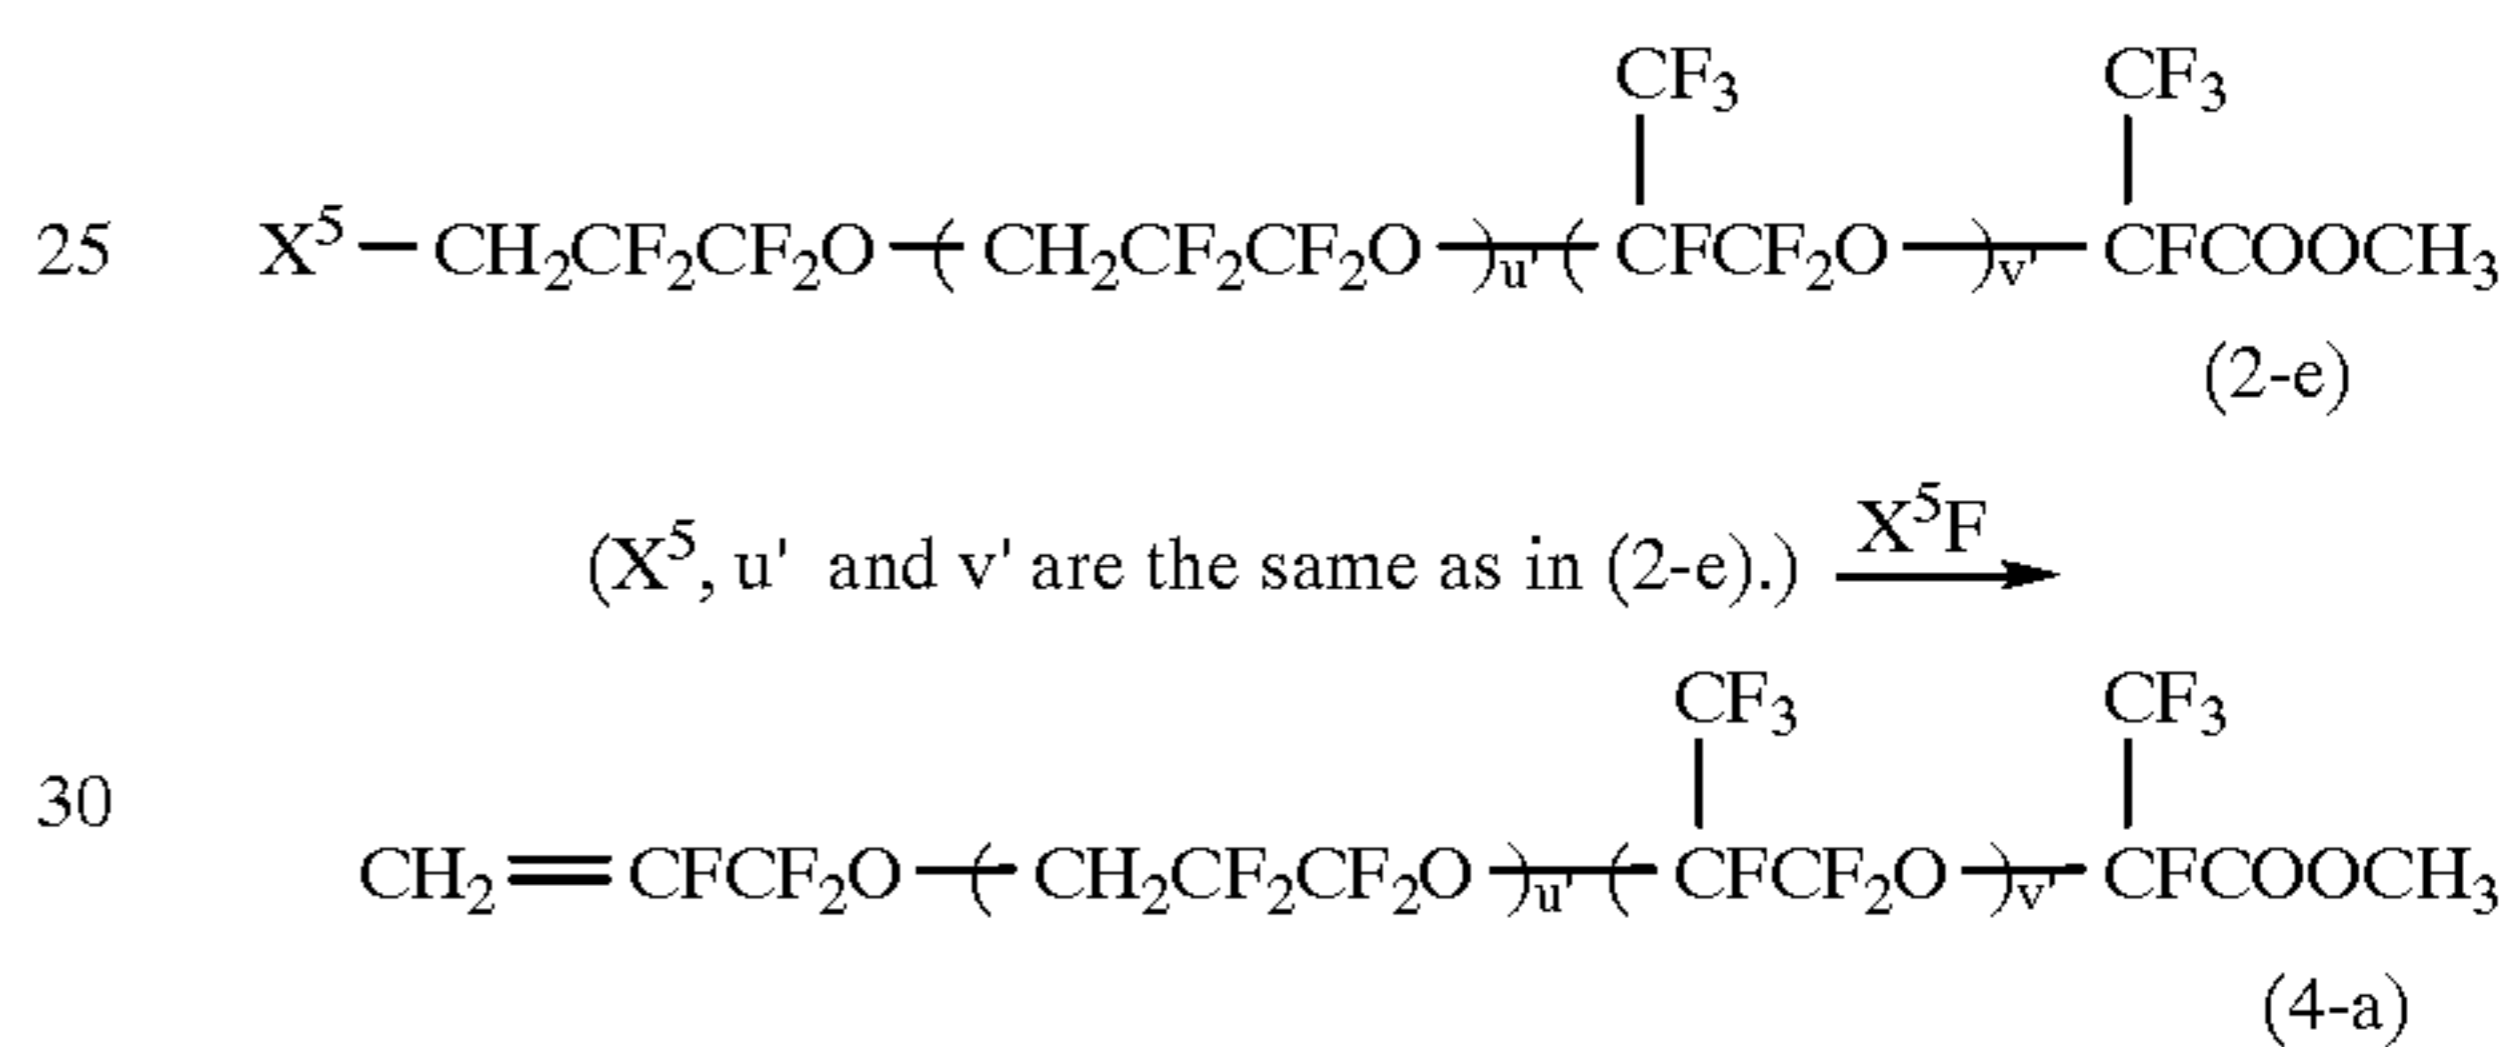 CF₃ CF₃
25 X⁵—CH₂CF₂CF₂O—(CH₂CF₂CF₂O)u'(CFCF₂O)v'—CFCOOCH₃
(2-e)
X⁵F
(X⁵, u' and v' are the same as in (2-e).)
CF₃ CF₃
30
CH₂=CFCF₂O—(CH₂CF₂CF₂O)u'(CFCF₂O)v'—CFCOOCH₃
(4-a)